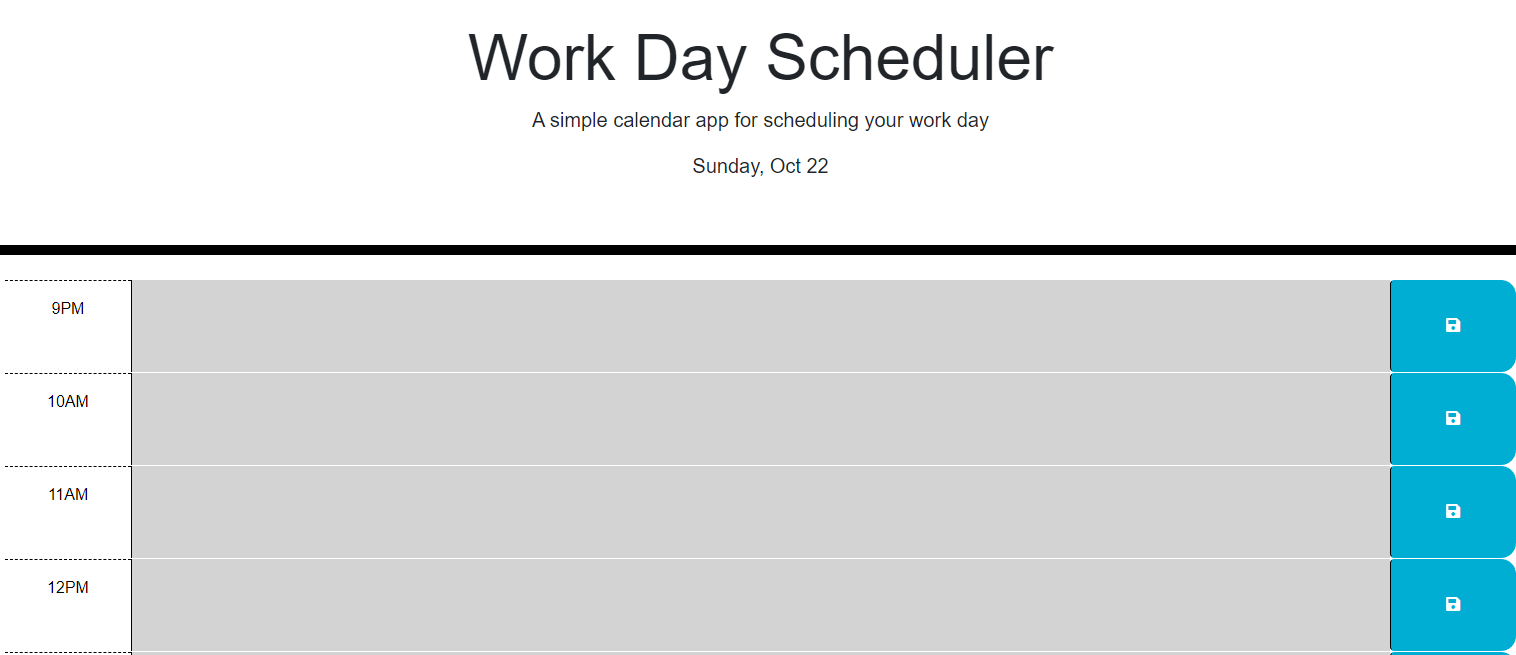 Work Day Scheduler
A simple calendar app for scheduling your work day
Sunday, Oct 22
9PM
10AM
11AM
12PM